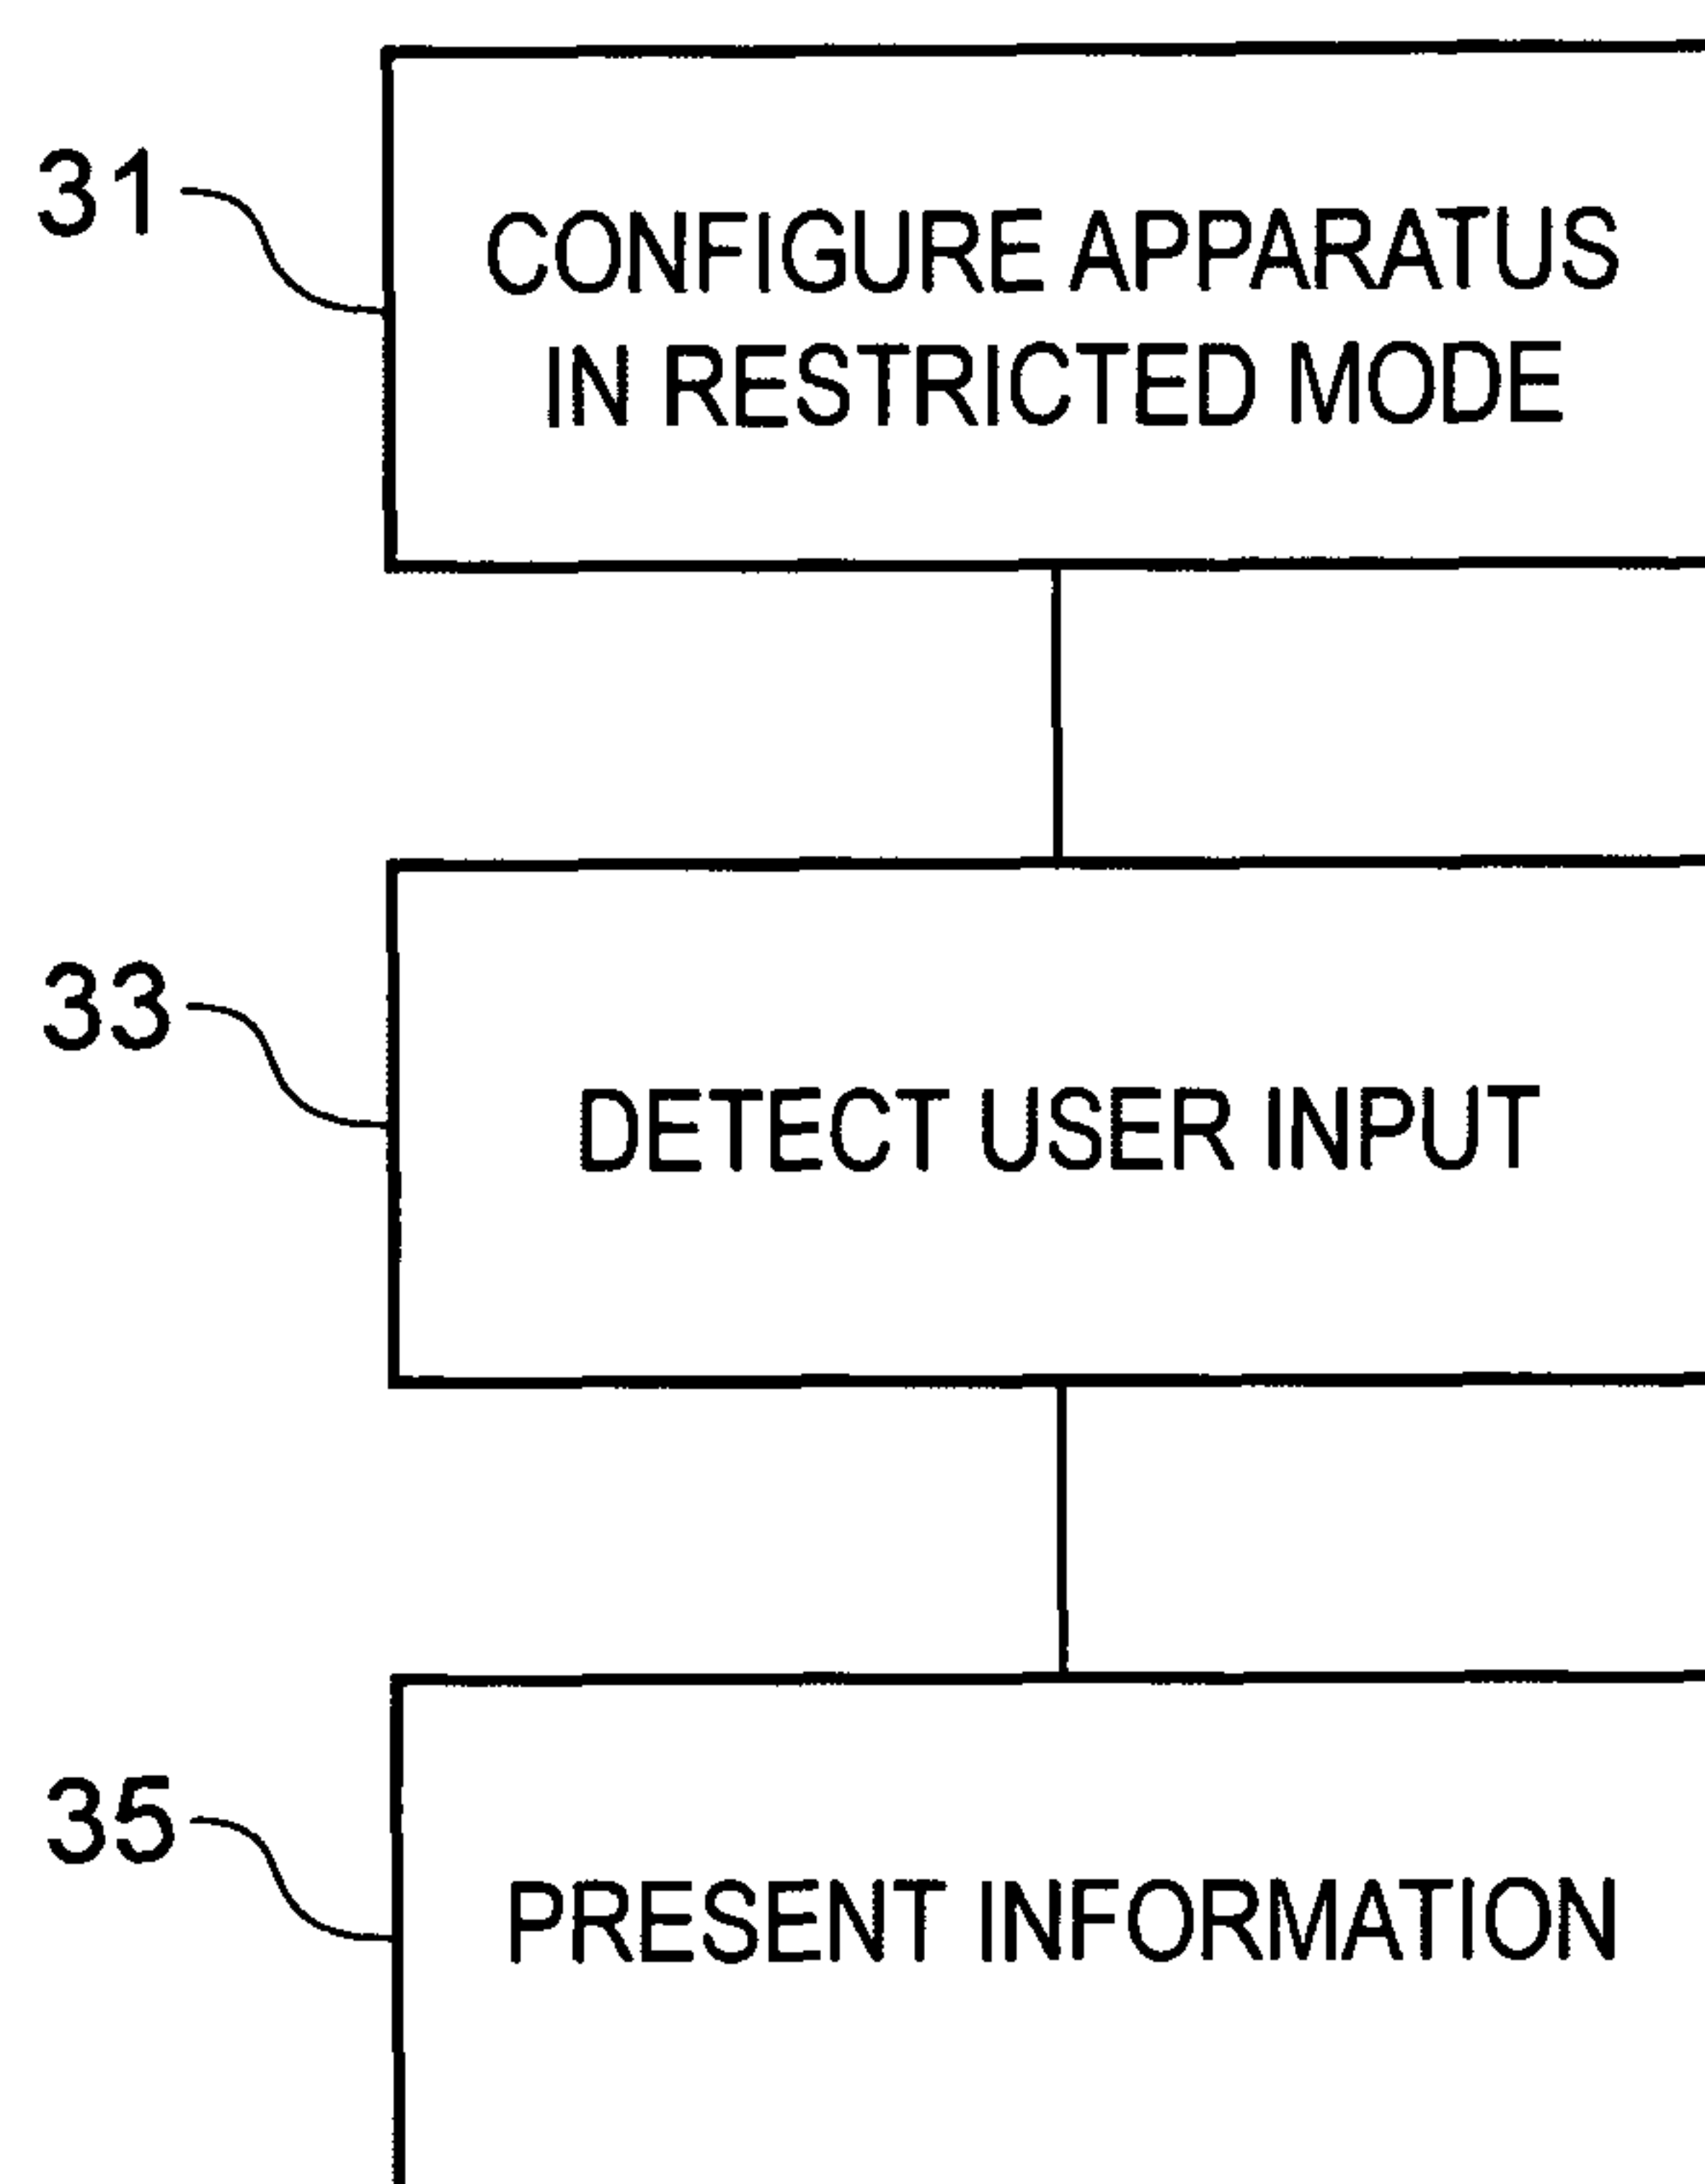 31
CONFIGURE APPARATUS
IN RESTRICTED MODE
33
DETECT USER INPUT
35
PRESENT INFORMATION